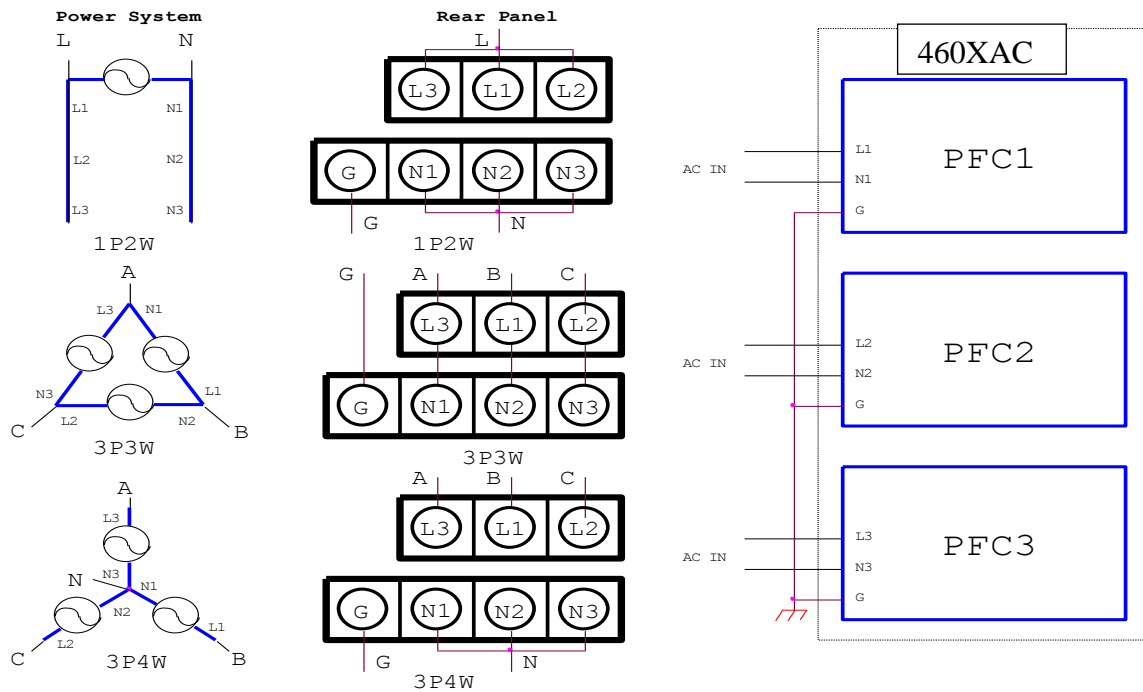 Power System
L N
L1 N1
L2 N2
L3 N3
1P2W
A
L3 N1
N3 L1
L2 N2
C B
3P3W
A
L3
N N3 N1
N2
L1
L2
C B
3P4W
Rear Panel
L
L3 L1 L2
G N1 N2 N3
G N
1P2W
G A B C
L3 L1 L2
G N1 N2 N3
3P3W
A B C
L3 L1 L2
G N1 N2 N3
G N
3P4W
460XAC
AC IN
L1
N1
G
PFC1
AC IN
L2
N2
G
PFC2
AC IN
L3
N3
G
PFC3